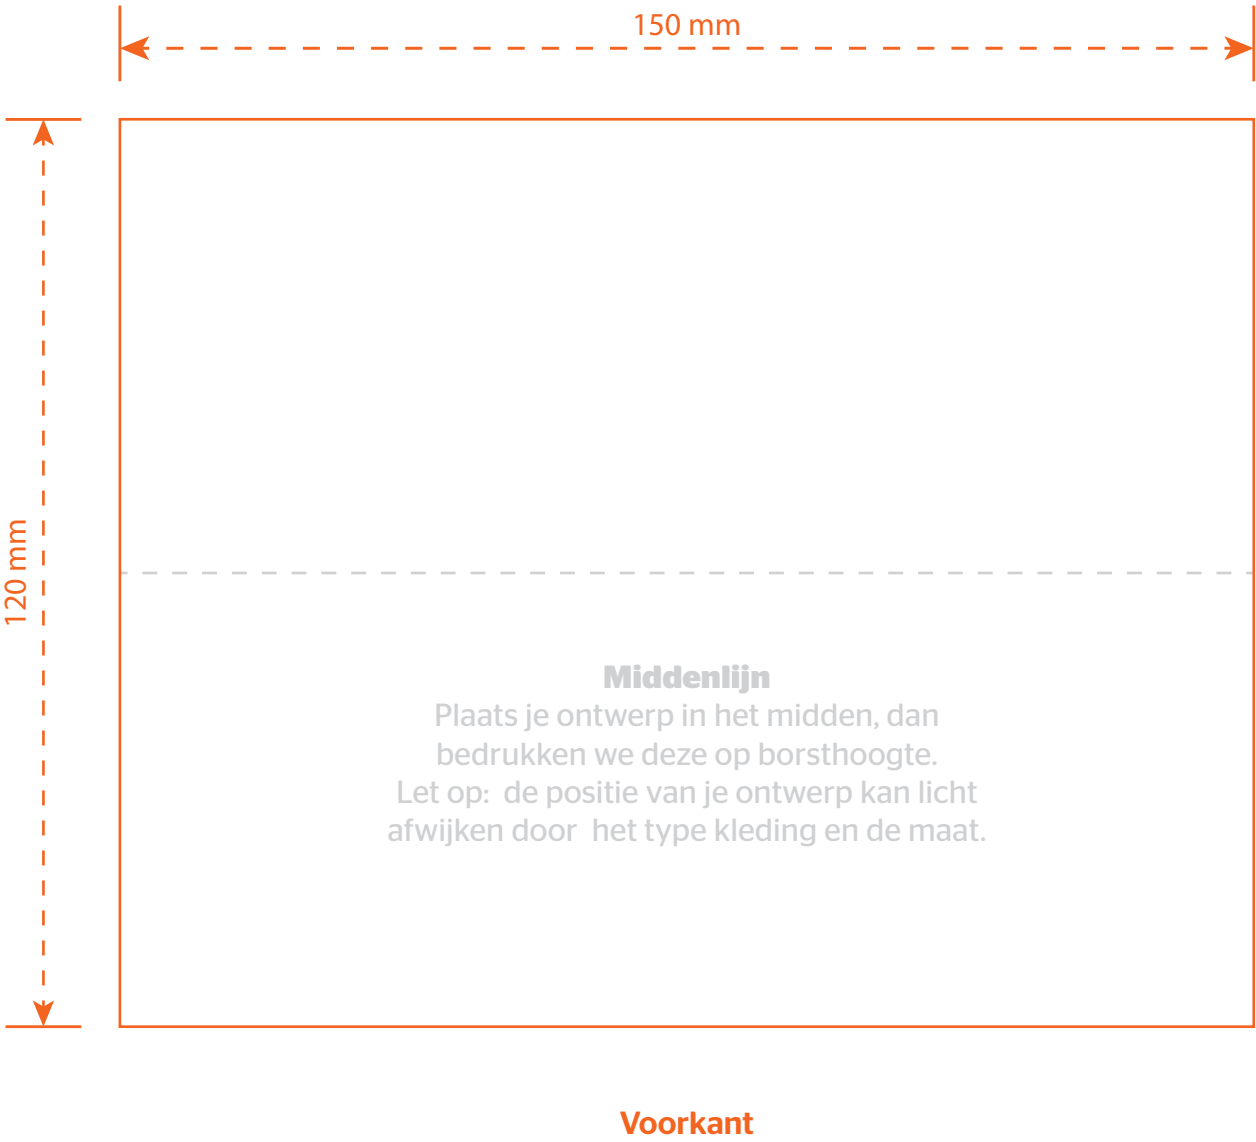 150 mm
120 mm
Middenlijn
Plaats je ontwerp in het midden, dan
bedrukken we deze op borsthoogte.
Let op:  de positie van je ontwerp kan licht
afwijken door  het type kleding en de maat.
Voorkant